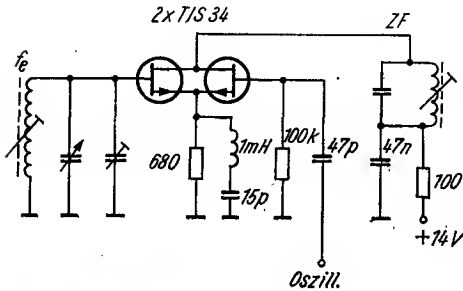 2x TIS 34
ZF
fe
680
1mH
100k
47p
47n
15p
100
+14V
Oszill.